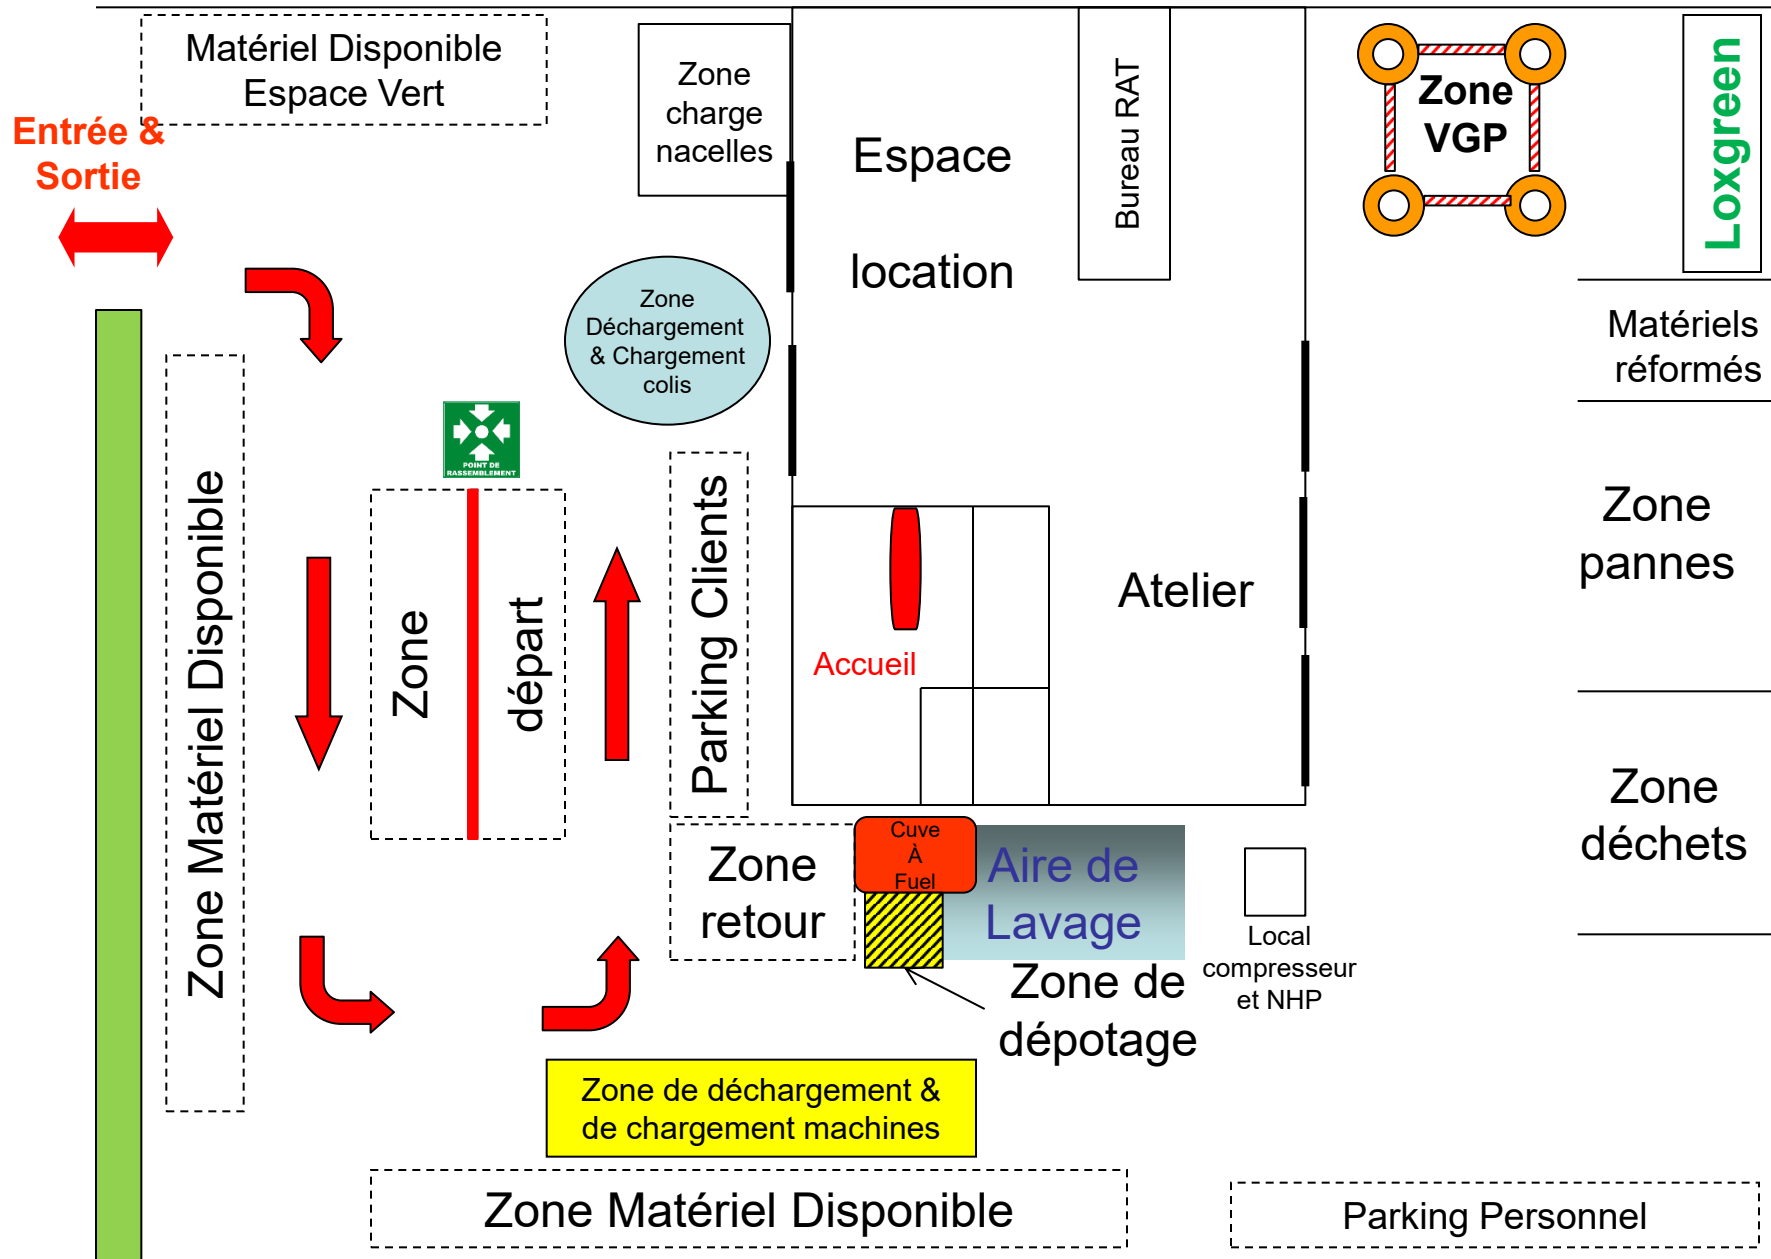 Matériel Disponible
Espace Vert
Entrée &
Sortie
Zone
charge
nacelles
Espace
location
Bureau RAT
Zone
VGP
Loxgreen
Zone
Déchargement
& Chargement
colis
Matériels
réformés
POINT DE
RASSEMBLEMENT
Zone Matériel Disponible
Zone
départ
Parking Clients
Accueil
Atelier
Zone
pannes
Zone
déchets
Zone
retour
Cuve
À
Fuel
Aire de
Lavage
Zone de
dépotage
Local
compresseur
et NHP
Zone de déchargement &
de chargement machines
Zone Matériel Disponible
Parking Personnel